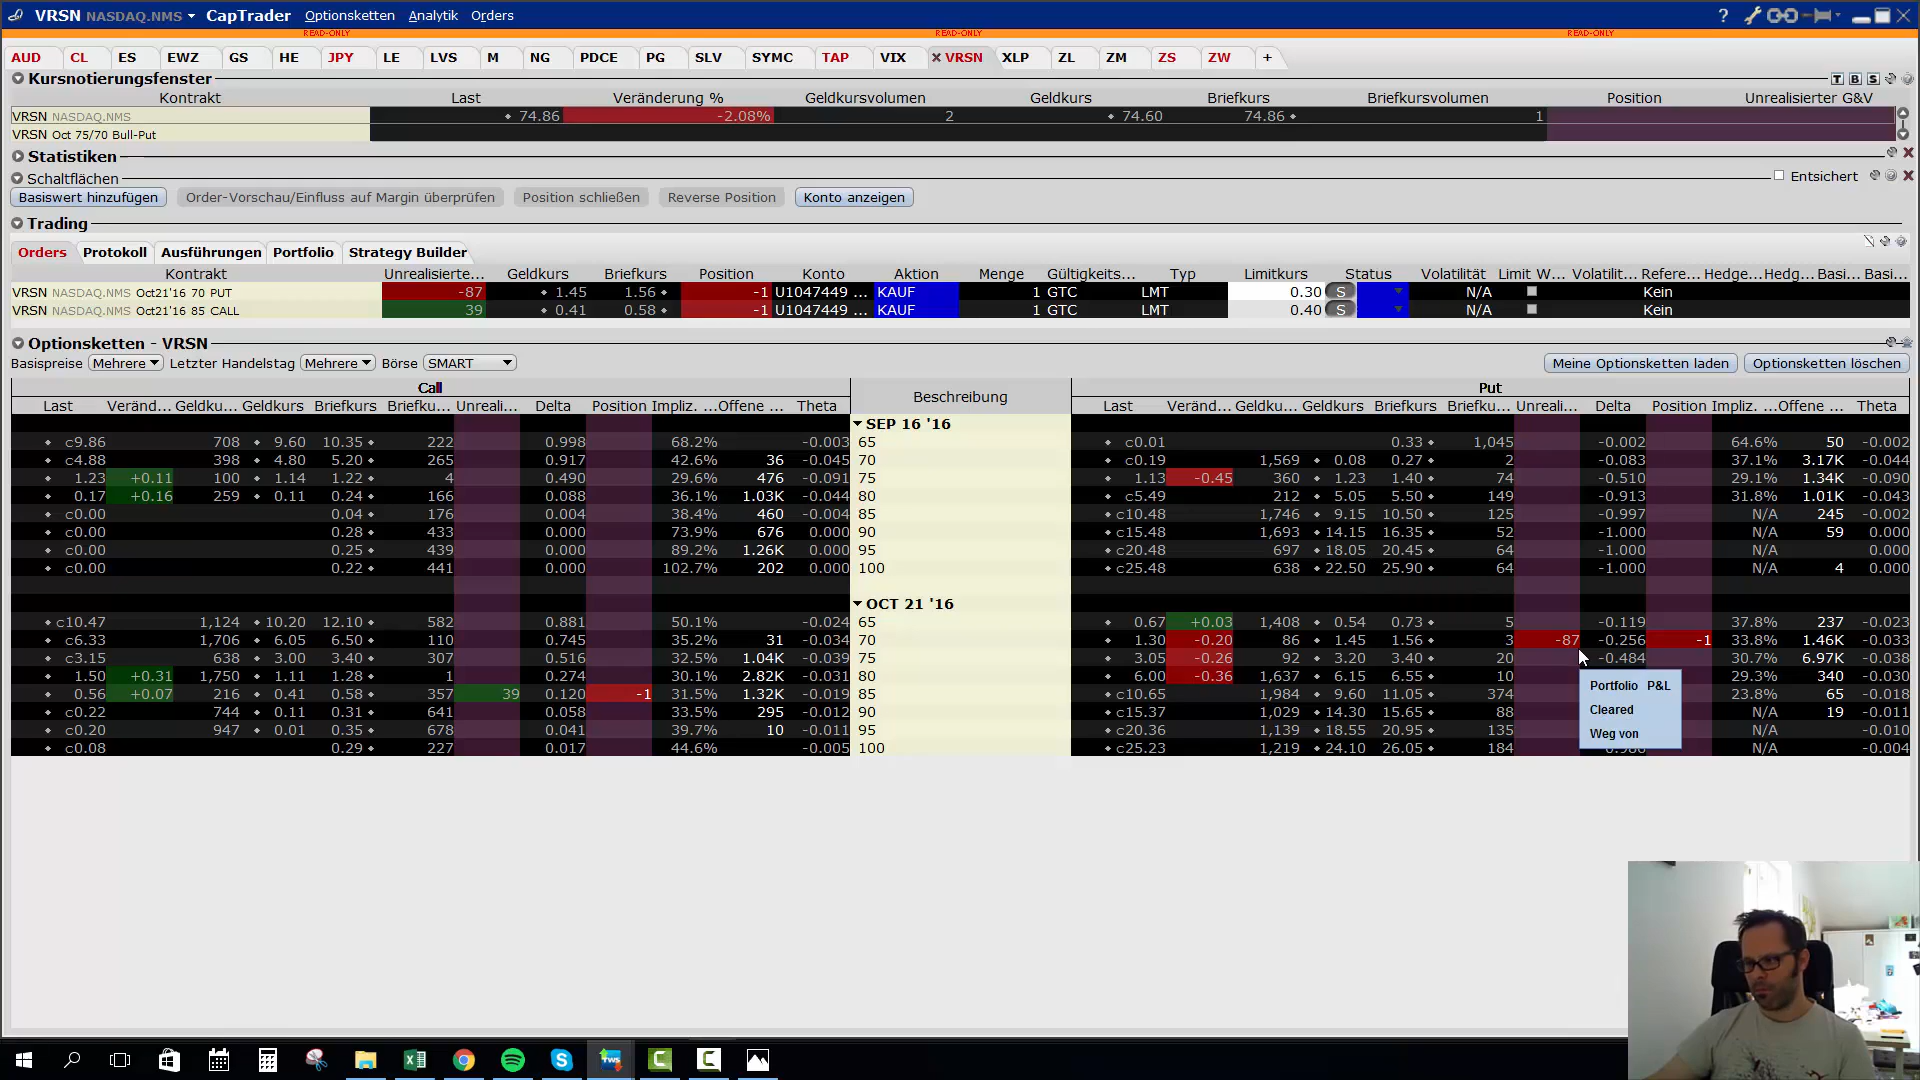 VRSN NASDAQ.NMS CapTrader Optionsketten Analytik Orders ?
READ-ONLY READ-ONLY READ-ONLY
AUD CL ES EWZ GS HE JPY LE LVS M NG PDCE PG SLV SYMC TAP VIX VRSN XLP ZL ZM ZS ZW +
Kursnotierungsfenster T B S
Kontrakt Last Veränderung % Geldkursvolumen Geldkurs Briefkurs Briefkursvolumen Position Unrealisierter G&V
VRSN NASDAQ.NMS 74.86 -2.08% 2 74.60 74.86 1
VRSN Oct 75/70 Bull-Put
Statistiken
Schaltflächen Entsichert
Basiswert hinzufügen Order-Vorschau/Einfluss auf Margin überprüfen Position schließen Reverse Position Konto anzeigen
Trading
Orders Protokoll Ausführungen Portfolio Strategy Builder
Kontrakt Unrealisierte... Geldkurs Briefkurs Position Konto Aktion Menge Gültigkeits... Typ Limitkurs Status Volatilität Limit W... Volatilit... Refere... Hedge... Hedg... Basi... Basi...
VRSN NASDAQ.NMS Oct21'16 70 PUT -87 1.45 1.56 -1 U1047449 ... KAUF 1 GTC LMT 0.30 S N/A Kein
VRSN NASDAQ.NMS Oct21'16 85 CALL 39 0.41 0.58 -1 U1047449 ... KAUF 1 GTC LMT 0.40 S N/A Kein
Optionsketten - VRSN
Basispreise Mehrere Letzter Handelstag Mehrere Börse SMART Meine Optionsketten laden Optionsketten löschen
Call Beschreibung Put
Last Veränd... Geldku... Geldkurs Briefkurs Briefku... Unreali... Delta Position Impliz. ... Offene ... Theta Last Veränd... Geldku... Geldkurs Briefkurs Briefku... Unreali... Delta Position Impliz. ... Offene ... Theta
SEP 16 '16
c9.86 708 9.60 10.35 222 0.998 68.2% -0.003 65 c0.01 0.33 1,045 -0.002 64.6% 50 -0.002
c4.88 398 4.80 5.20 265 0.917 42.6% 36 -0.045 70 c0.19 1,569 0.08 0.27 2 -0.083 37.1% 3.17K -0.044
1.23 +0.11 100 1.14 1.22 4 0.490 29.6% 476 -0.091 75 1.13 -0.45 360 1.23 1.40 74 -0.510 29.1% 1.34K -0.090
0.17 +0.16 259 0.11 0.24 166 0.088 36.1% 1.03K -0.044 80 c5.49 212 5.05 5.50 149 -0.913 31.8% 1.01K -0.043
c0.00 0.04 176 0.004 38.4% 460 -0.004 85 c10.48 1,746 9.15 10.50 125 -0.997 N/A 245 -0.002
c0.00 0.28 433 0.000 73.9% 676 0.000 90 c15.48 1,693 14.15 16.35 52 -1.000 N/A 59 0.000
c0.00 0.25 439 0.000 89.2% 1.26K 0.000 95 c20.48 697 18.05 20.45 64 -1.000 N/A 0.000
c0.00 0.22 441 0.000 102.7% 202 0.000 100 c25.48 638 22.50 25.90 64 -1.000 N/A 4 0.000
OCT 21 '16
c10.47 1,124 10.20 12.10 582 0.881 50.1% -0.024 65 0.67 +0.03 1,408 0.54 0.73 5 -0.119 37.8% 237 -0.023
c6.33 1,706 6.05 6.50 110 0.745 35.2% 31 -0.034 70 1.30 -0.20 86 1.45 1.56 3 -87 -0.256 -1 33.8% 1.46K -0.033
c3.15 638 3.00 3.40 307 0.516 32.5% 1.04K -0.039 75 3.05 -0.26 92 3.20 3.40 20 -0.484 30.7% 6.97K -0.038
1.50 +0.31 1,750 1.11 1.28 1 0.274 30.1% 2.82K -0.031 80 6.00 -0.36 1,637 6.15 6.55 10 29.3% 340 -0.030
0.56 +0.07 216 0.41 0.58 357 39 0.120 -1 31.5% 1.32K -0.019 85 c10.65 1,984 9.60 11.05 374 23.8% 65 -0.018
c0.22 744 0.11 0.31 641 0.058 33.5% 295 -0.012 90 c15.37 1,029 14.30 15.65 88 N/A 19 -0.011
c0.20 947 0.01 0.35 678 0.041 39.7% 10 -0.011 95 c20.36 1,139 18.55 20.95 135 N/A -0.010
c0.08 0.29 227 0.017 44.6% -0.005 100 c25.23 1,219 24.10 26.05 184 N/A -0.004
Portfolio P&L
Cleared
Weg von